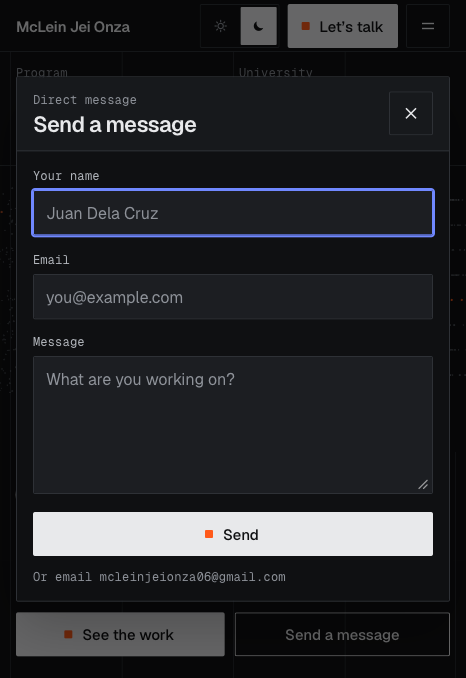 McLein Jei Onza
Let's talk
Program
University
Direct message
Send a message
Your name
Juan Dela Cruz
Email
you@example.com
Message
What are you working on?
Send
Or email mcleinjeionza06@gmail.com
See the work
Send a message